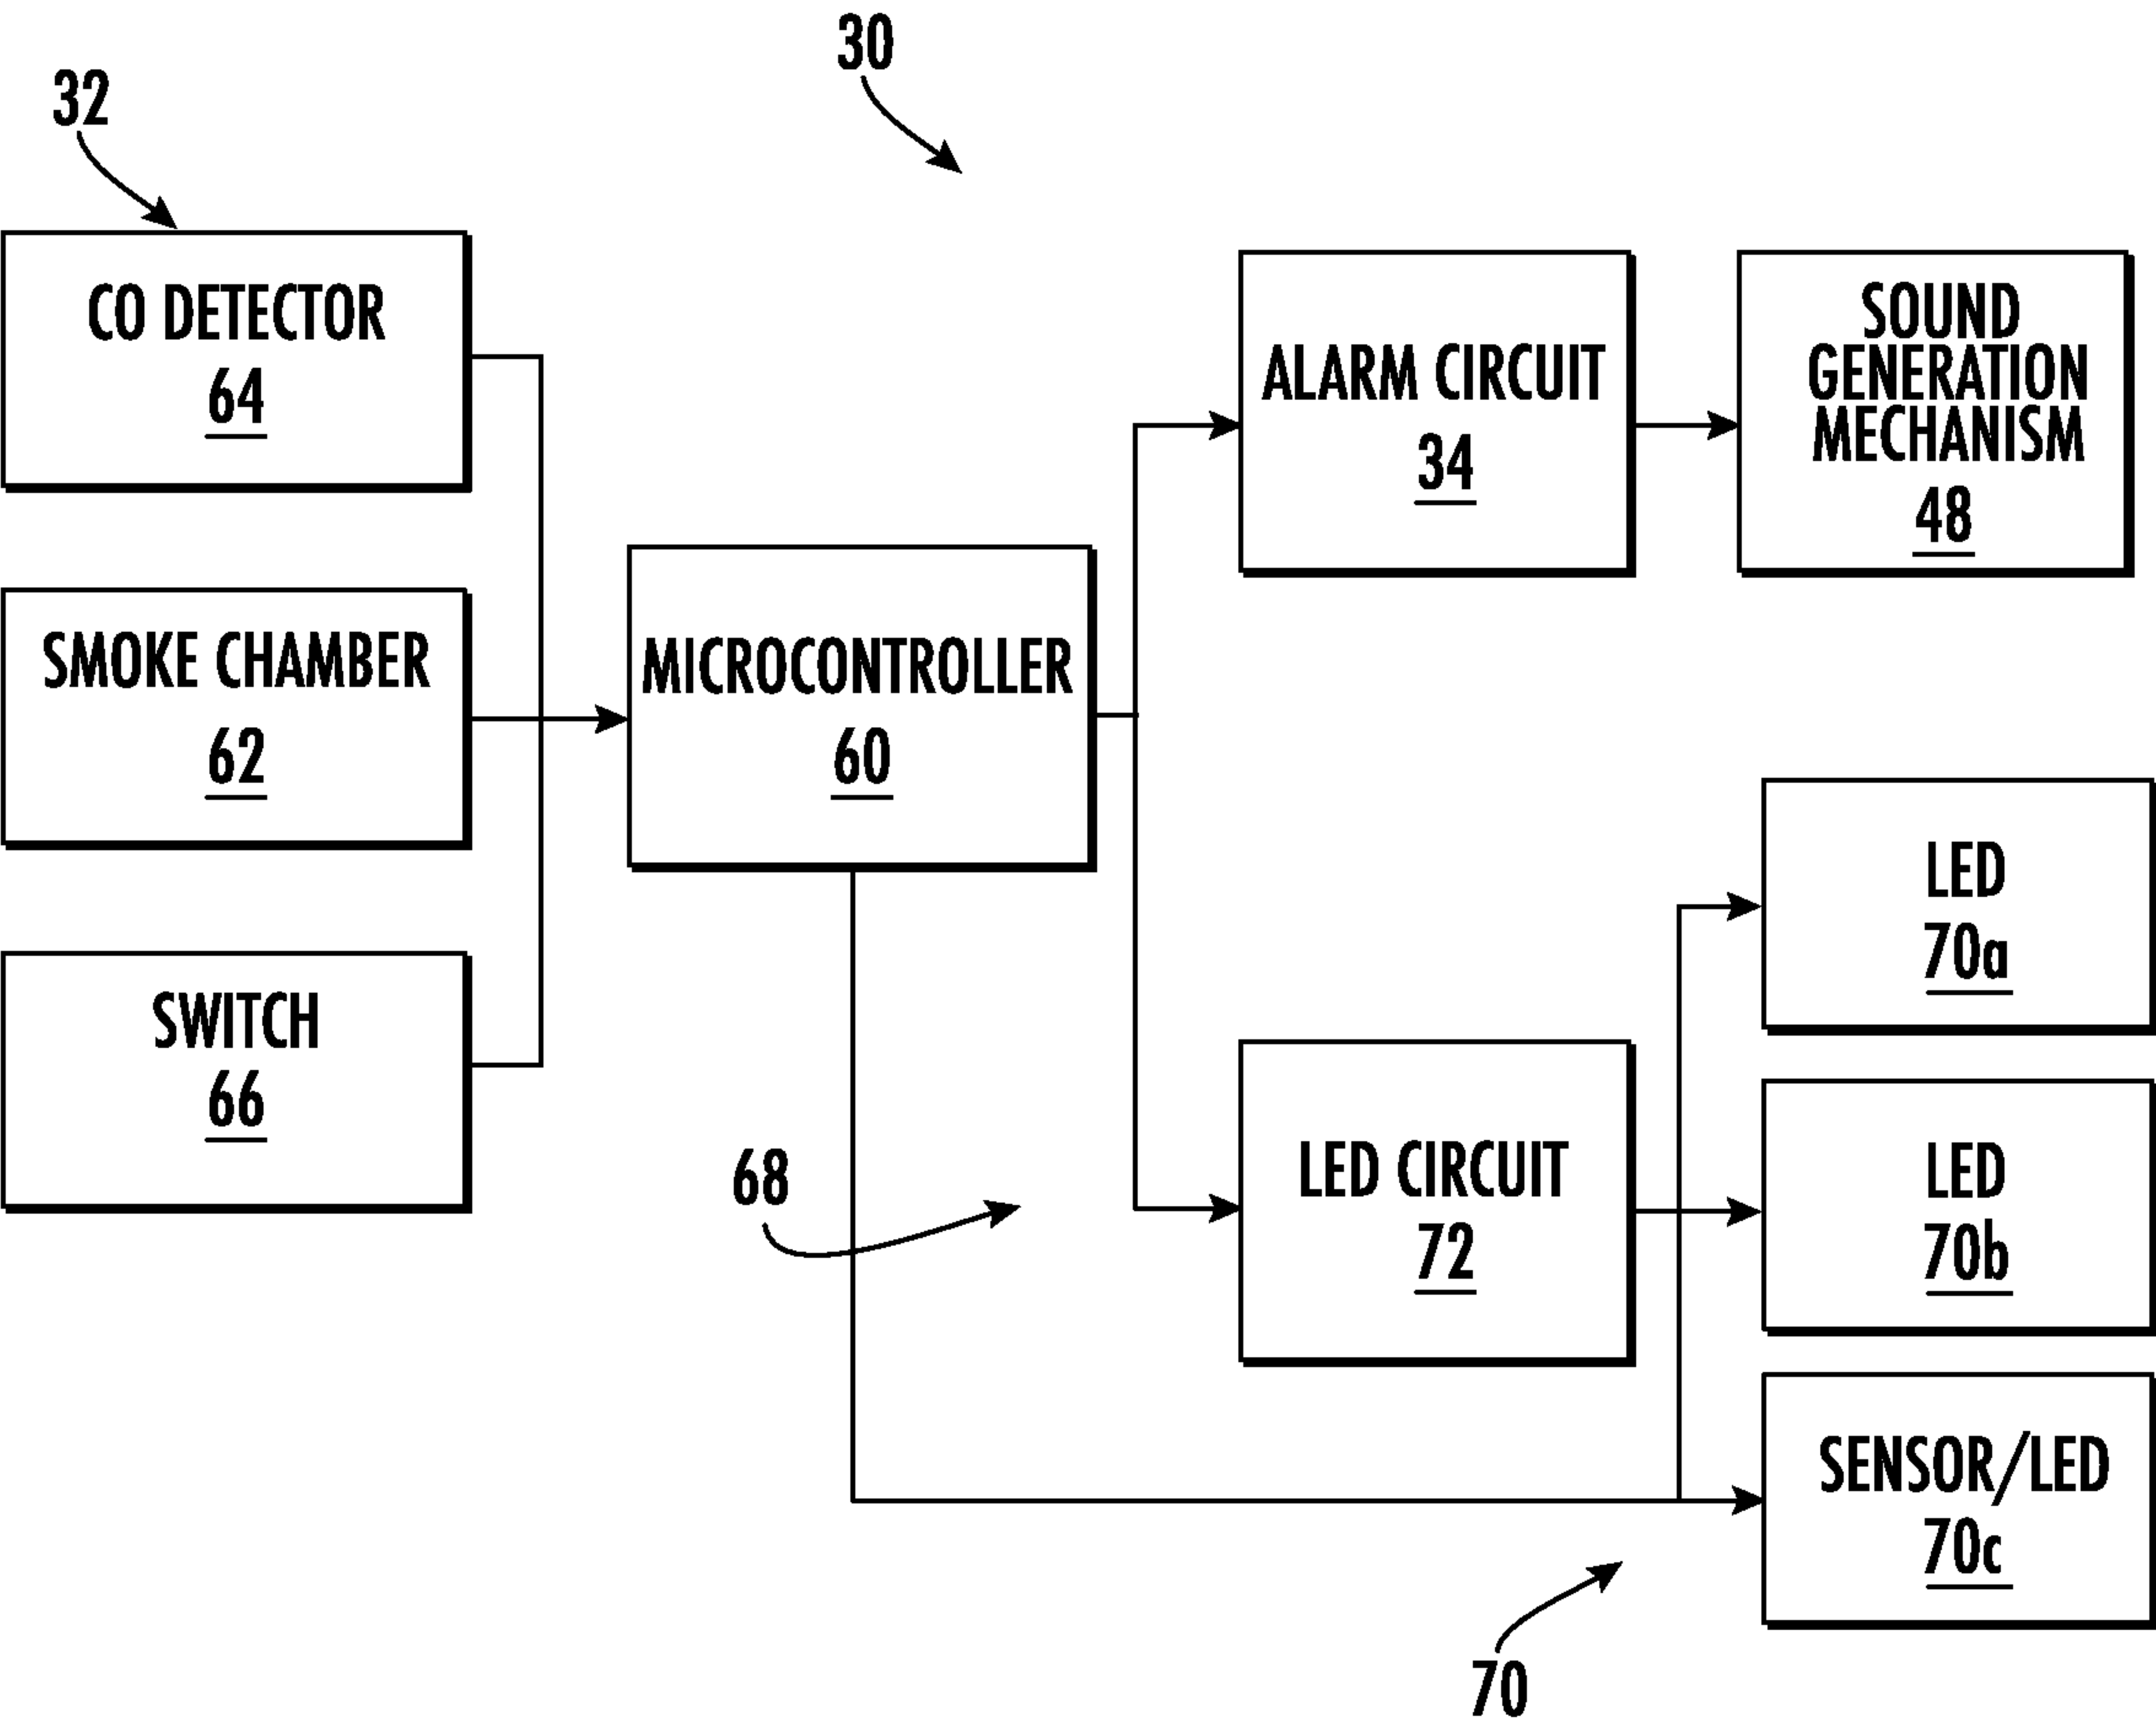 30
32
CO DETECTOR
64
SMOKE CHAMBER
62
SWITCH
66
MICROCONTROLLER
60
ALARM CIRCUIT
34
SOUND
GENERATION
MECHANISM
48
LED CIRCUIT
72
68
LED
70a
LED
70b
SENSOR/LED
70c
70